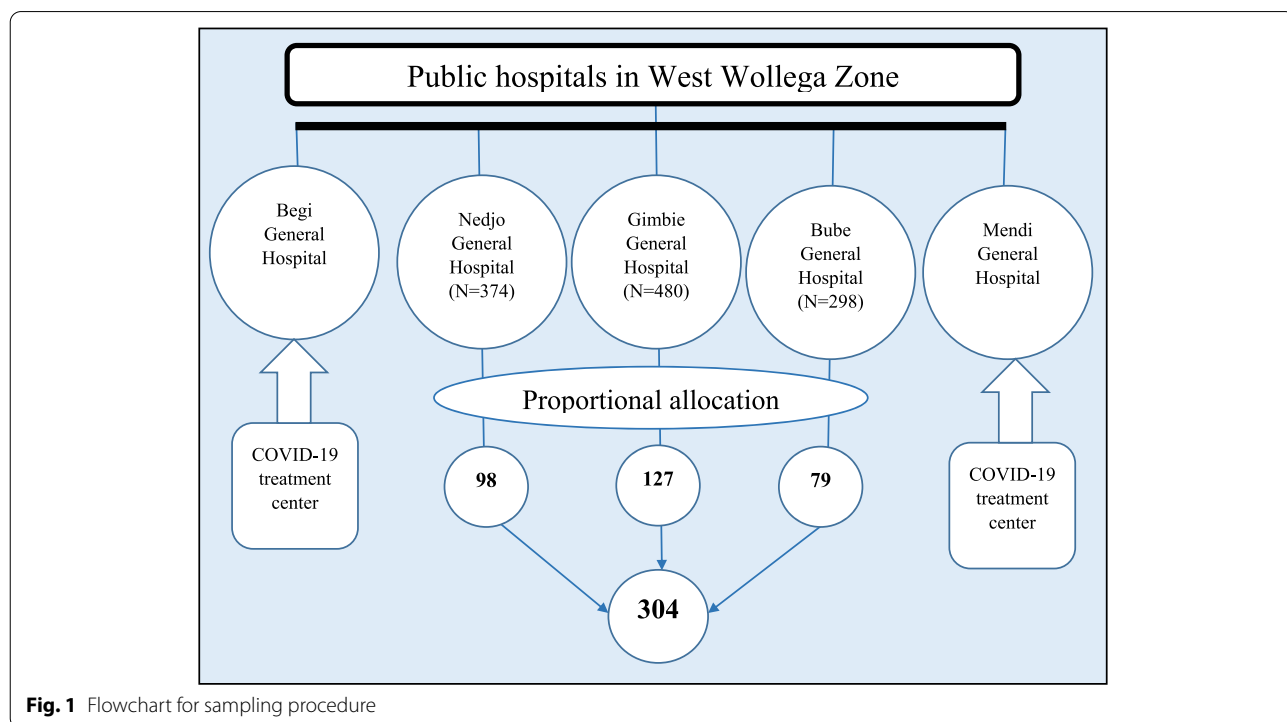 Public hospitals in West Wollega Zone
Begi
General
Hospital
Nedjo
General
Hospital
(N=374)
Gimbie
General
Hospital
(N=480)
Bube
General
Hospital
(N=298)
Mendi
General
Hospital
Proportional allocation
COVID-19
treatment
center
98
127
79
COVID-19
treatment
center
304
Fig. 1 Flowchart for sampling procedure